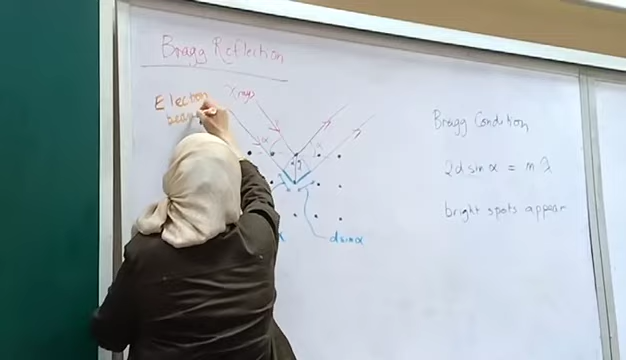 Bragg Reflection
Electron
X rays
Bragg Condition
2d sin α = m λ
bright spots appear
α
α
d
d sin α